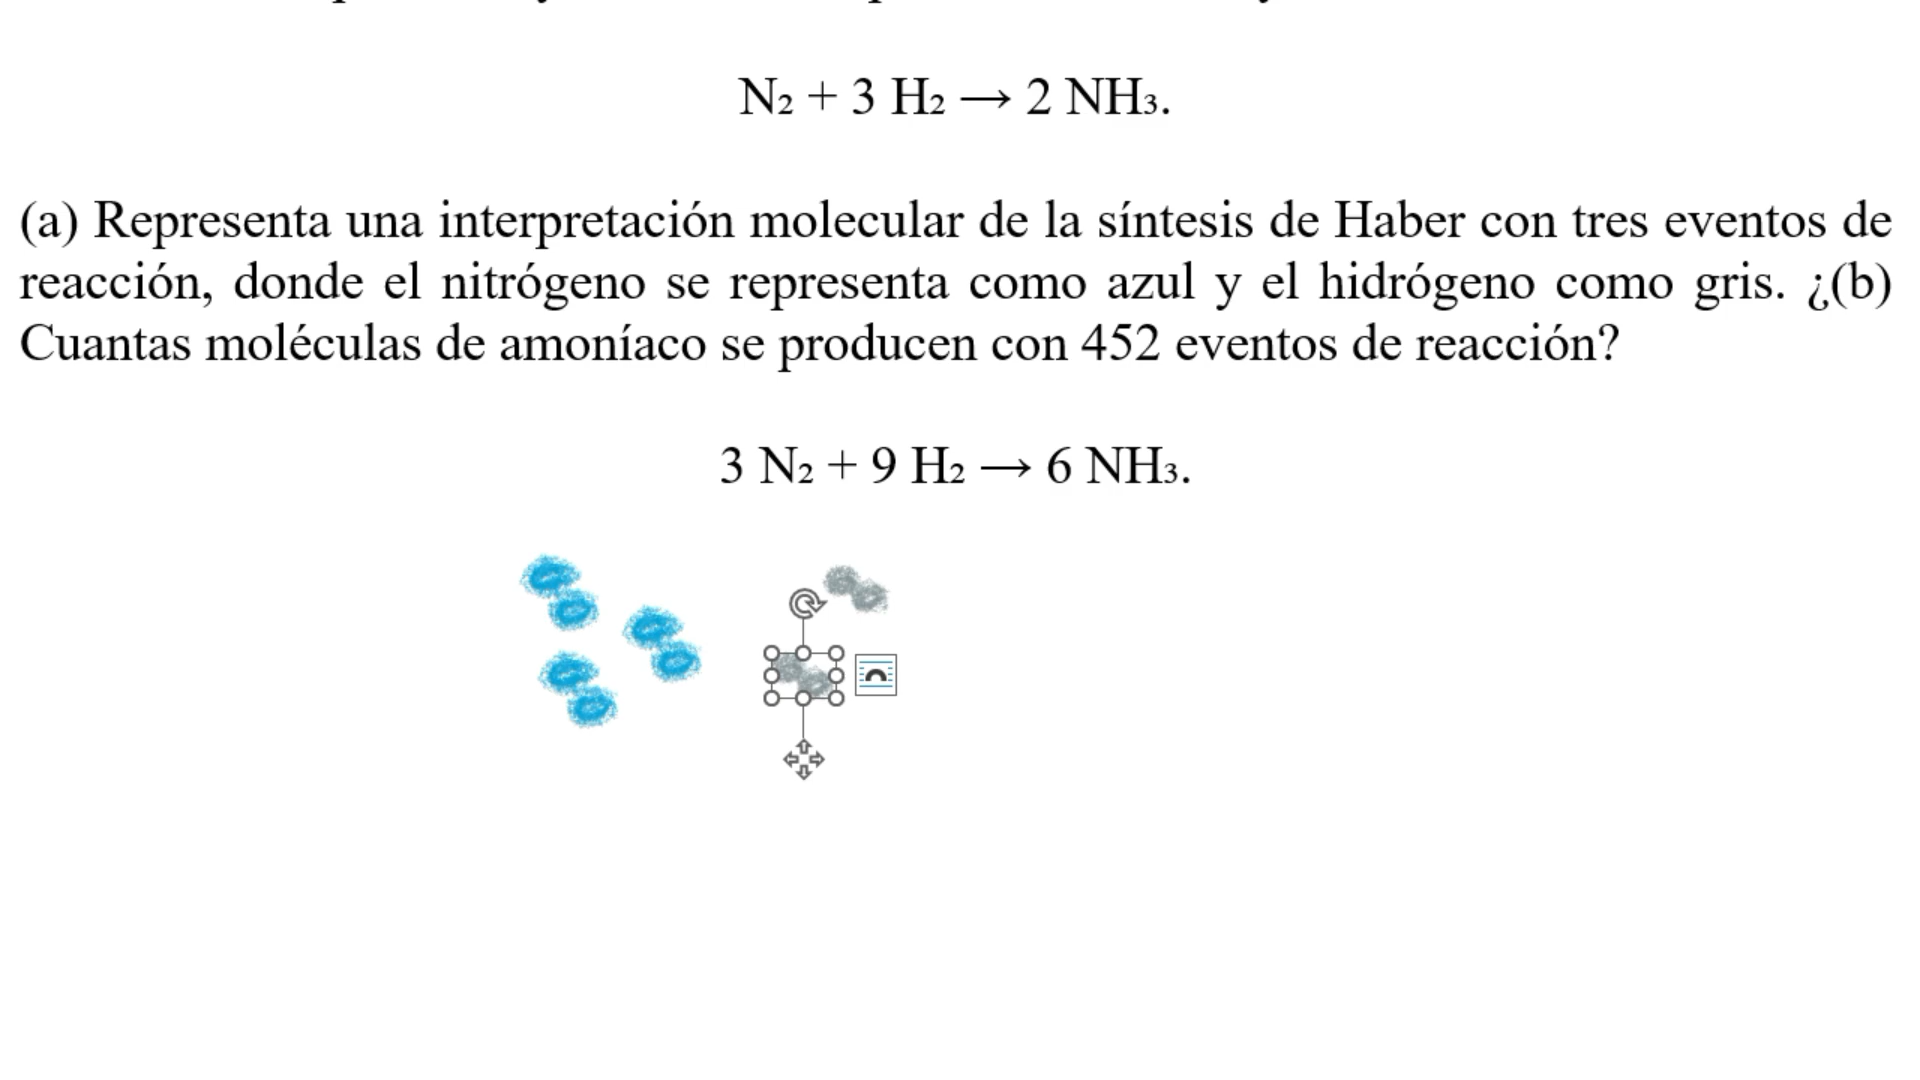 N₂ + 3 H₂ → 2 NH₃.
(a) Representa una interpretación molecular de la síntesis de Haber con tres eventos de
reacción, donde el nitrógeno se representa como azul y el hidrógeno como gris. ¿(b)
Cuantas moléculas de amoníaco se producen con 452 eventos de reacción?
3 N₂ + 9 H₂ → 6 NH₃.